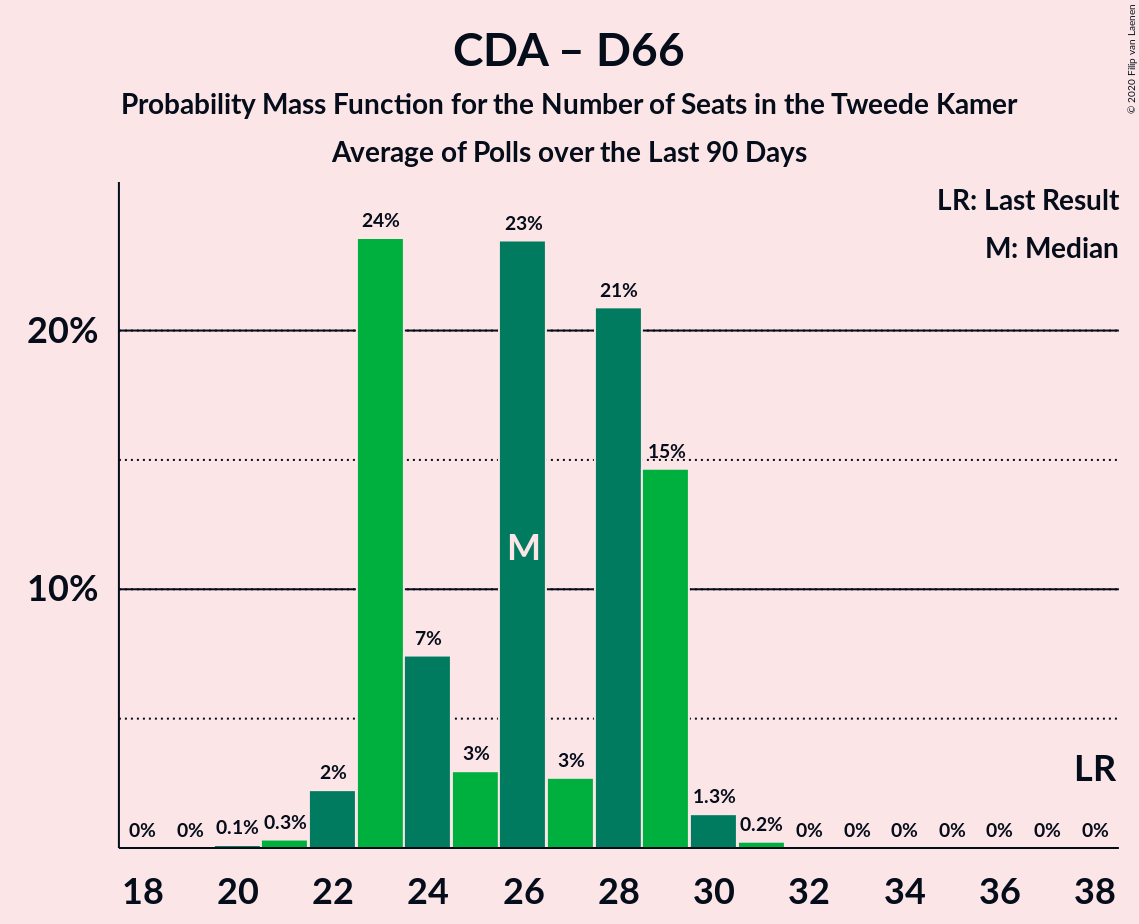 CDA – D66
Probability Mass Function for the Number of Seats in the Tweede Kamer
Average of Polls over the Last 90 Days
© 2020 Filip van Laenen
LR: Last Result
M: Median
20%
10%
0%
0%
0.1%
0.3%
2%
24%
7%
3%
23%
3%
21%
15%
1.3%
0.2%
0%
0%
0%
0%
0%
0%
0%
M
LR
18 20 22 24 26 28 30 32 34 36 38